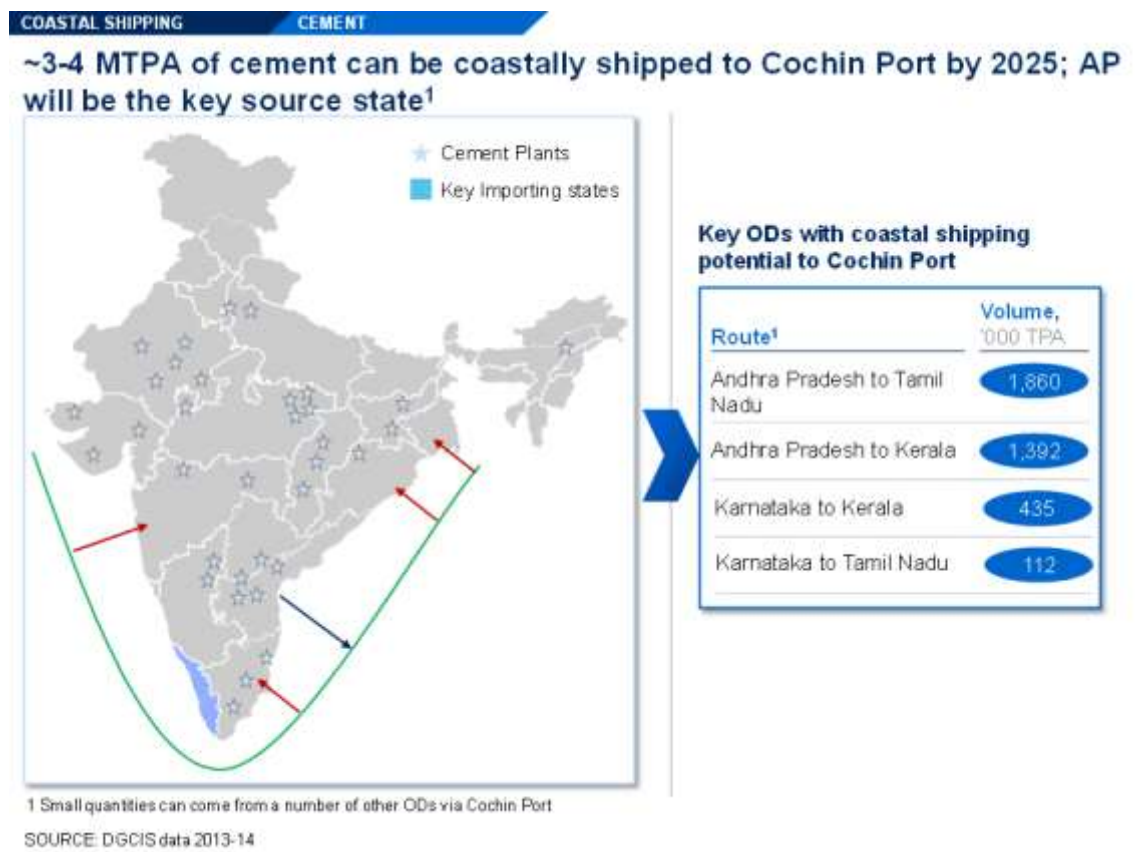 COASTAL SHIPPING CEMENT
~3-4 MTPA of cement can be coastally shipped to Cochin Port by 2025; AP
will be the key source state¹
Cement Plants
Key Importing states
Key ODs with coastal shipping
potential to Cochin Port
Route¹
Volume,
'000 TPA
Andhra Pradesh to Tamil
Nadu
1,860
Andhra Pradesh to Kerala
1,392
Karnataka to Kerala
435
Karnataka to Tamil Nadu
112
1 Small quantities can come from a number of other ODs via Cochin Port
SOURCE: DGCIS data 2013-14